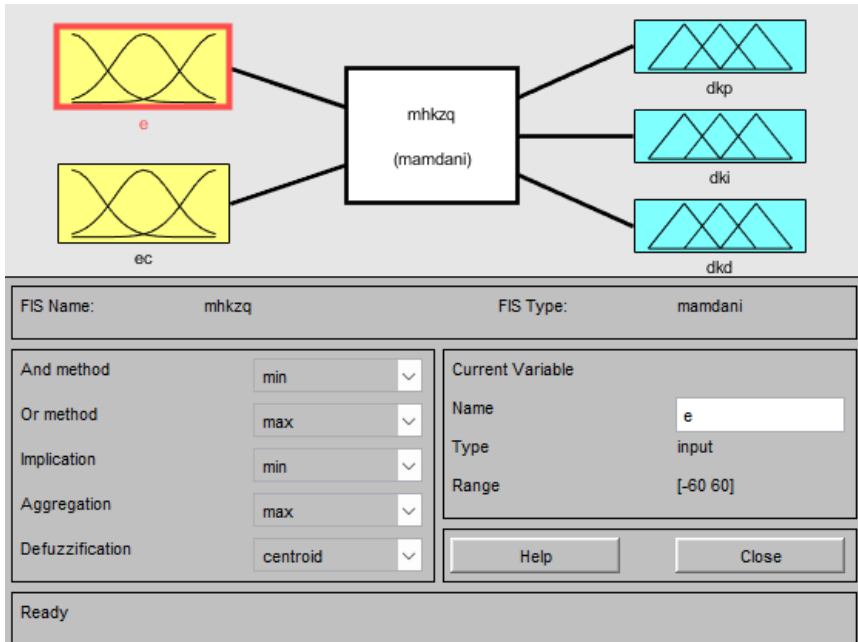 e
ec
mhkzq
(mamdani)
dkp
dki
dkd
FIS Name: mhkzq FIS Type: mamdani
And method min
Or method max
Implication min
Aggregation max
Defuzzification centroid
Current Variable
Name e
Type input
Range [-60 60]
Help Close
Ready